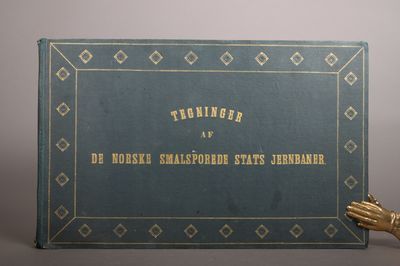 TEGNINGER
AF
DE NORSKE SMALSPOREDE STATS JERNBANER.